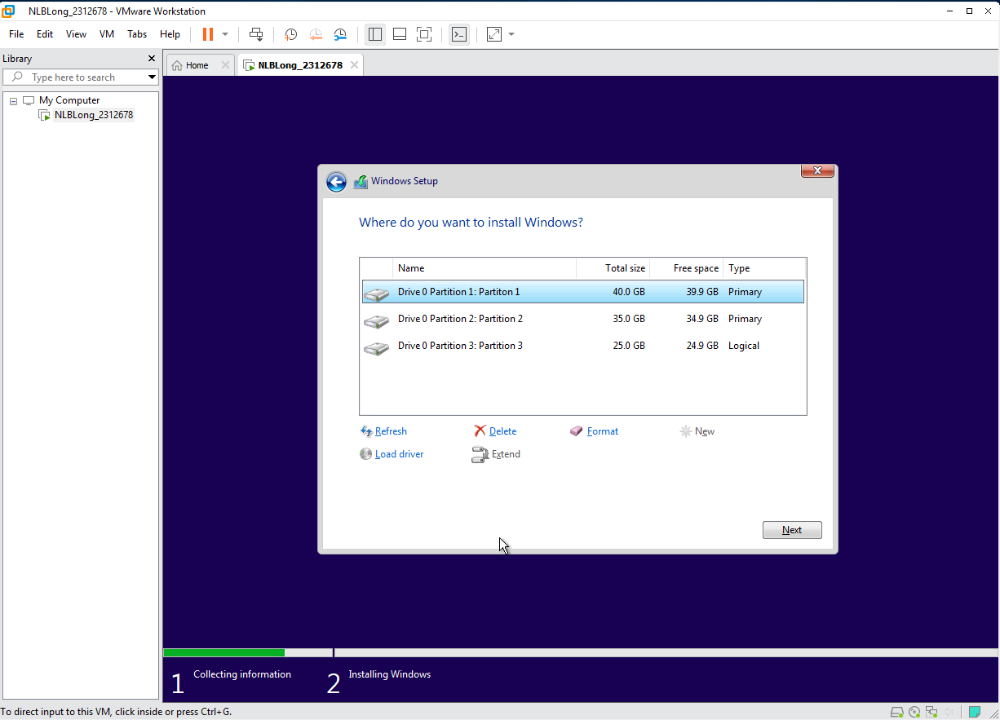 NLBLong_2312678 - VMware Workstation
File Edit View VM Tabs Help
Library
Home NLBLong_2312678
Type here to search
My Computer
NLBLong_2312678
Windows Setup
Where do you want to install Windows?
Name Total size Free space Type
Drive 0 Partition 1: Partiton 1 40.0 GB 39.9 GB Primary
Drive 0 Partition 2: Partition 2 35.0 GB 34.9 GB Primary
Drive 0 Partition 3: Partition 3 25.0 GB 24.9 GB Logical
Refresh Delete Format New
Load driver Extend
Next
1 Collecting information 2 Installing Windows
To direct input to this VM, click inside or press Ctrl+G.